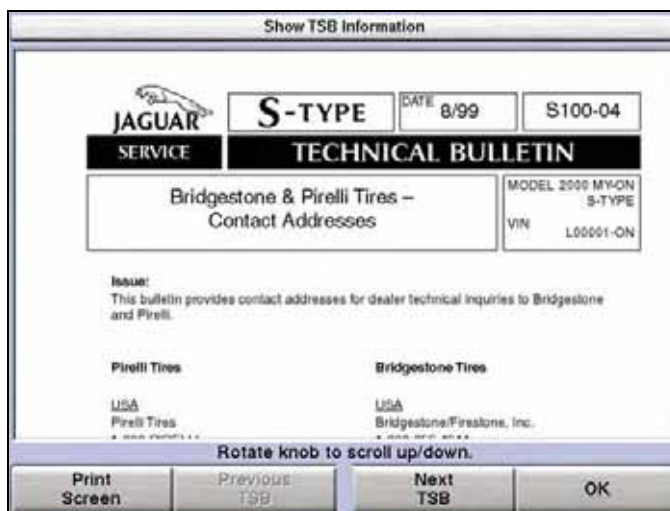 Show TSB Information
JAGUAR
S-TYPE
DATE 8/99
S100-04
SERVICE
TECHNICAL BULLETIN
Bridgestone & Pirelli Tires –
Contact Addresses
MODEL 2000 MY-ON
S-TYPE
VIN
L00001-ON
Issue:
This bulletin provides contact addresses for dealer technical inquiries to Bridgestone
and Pirelli.
Pirelli Tires
USA
Pirelli Tires
Bridgestone Tires
USA
Bridgestone/Firestone, Inc.
Rotate knob to scroll up/down.
Print
Screen
Previous
TSB
Next
TSB
OK